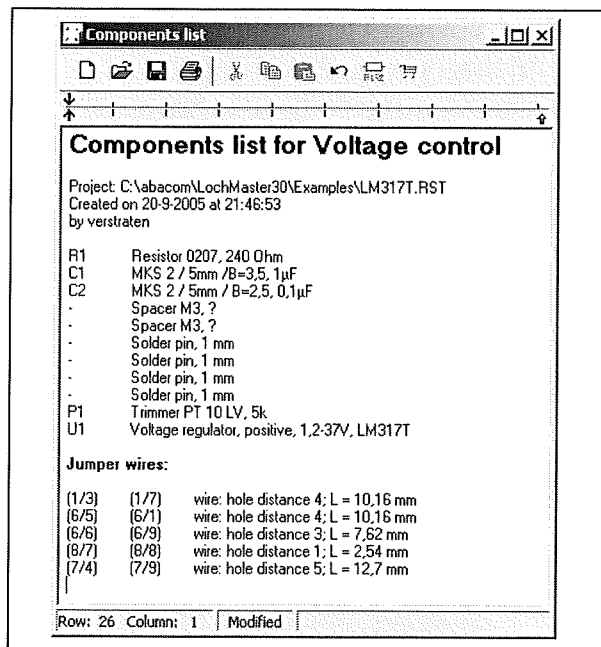 Components list
Components list for Voltage control
Project: C:\abacom\LochMaster30\Examples\LM317T.RST
Created on 20-9-2005 at 21:46:53
by verstraten
R1 Resistor 0207, 240 Ohm
C1 MKS 2 / 5mm /B=3,5, 1µF
C2 MKS 2 / 5mm / B=2,5, 0,1µF
- Spacer M3, ?
- Spacer M3, ?
- Solder pin, 1 mm
- Solder pin, 1 mm
- Solder pin, 1 mm
- Solder pin, 1 mm
P1 Trimmer PT 10 LV, 5k
U1 Voltage regulator, positive, 1,2-37V, LM317T
Jumper wires:
(1/3) (1/7) wire: hole distance 4; L = 10,16 mm
(6/5) (6/1) wire: hole distance 4; L = 10,16 mm
(6/6) (6/9) wire: hole distance 3; L = 7,62 mm
(8/7) (8/8) wire: hole distance 1; L = 2,54 mm
(7/4) (7/9) wire: hole distance 5; L = 12,7 mm
Row: 26 Column: 1 Modified